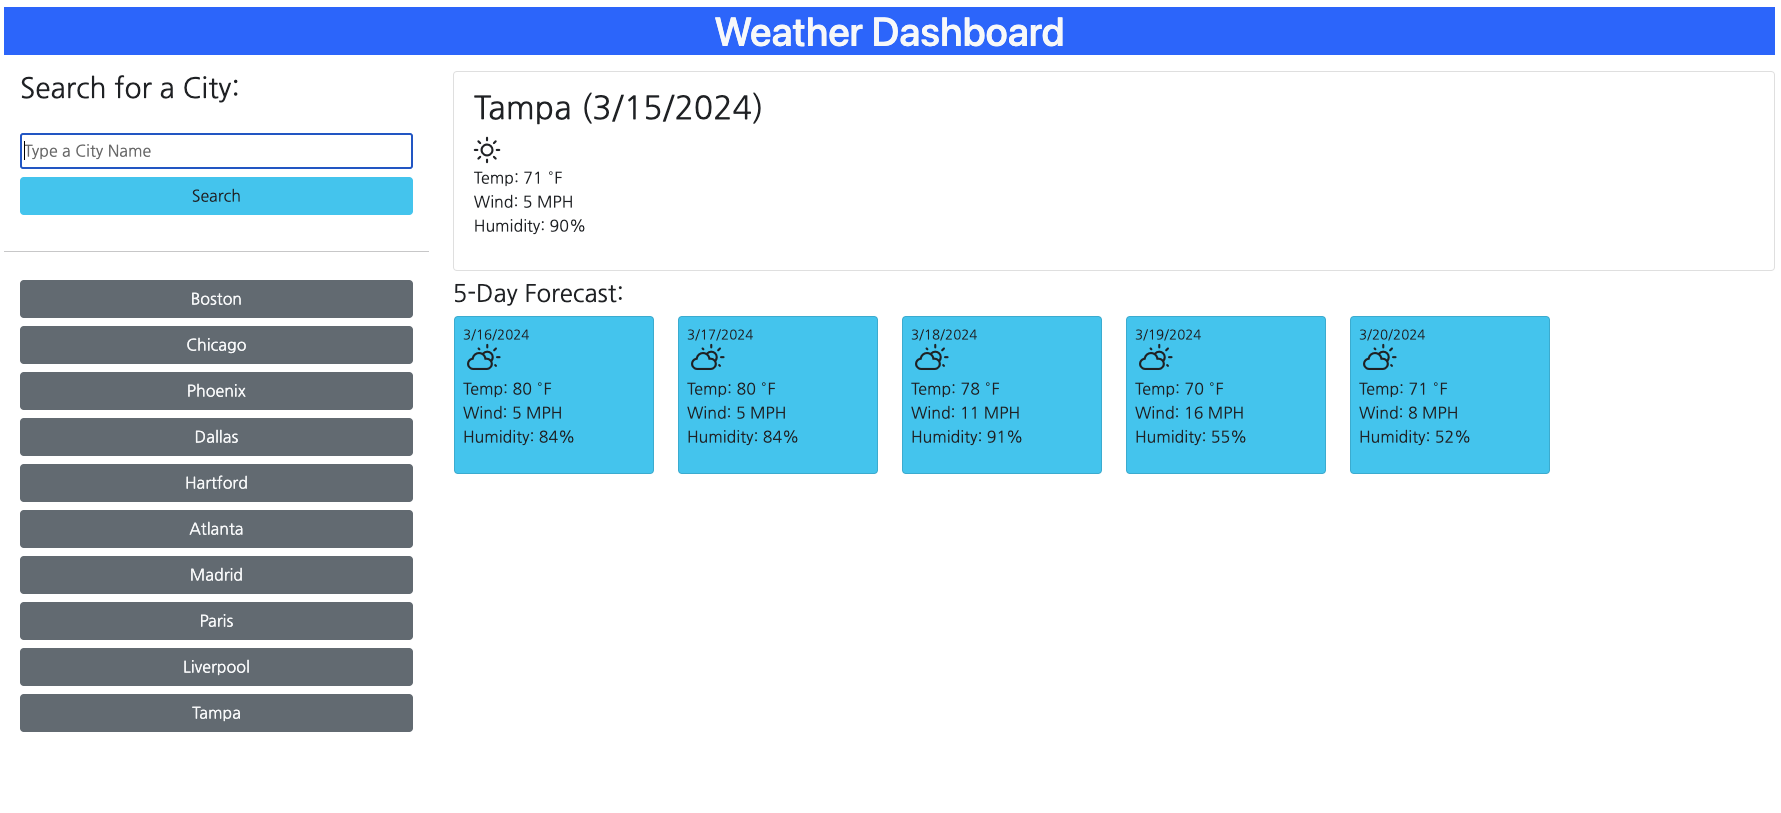 Weather Dashboard
Search for a City:
Type a City Name
Search
Boston
Chicago
Phoenix
Dallas
Hartford
Atlanta
Madrid
Paris
Liverpool
Tampa
Tampa (3/15/2024)
Temp: 71 °F
Wind: 5 MPH
Humidity: 90%
5-Day Forecast:
3/16/2024
Temp: 80 °F
Wind: 5 MPH
Humidity: 84%
3/17/2024
Temp: 80 °F
Wind: 5 MPH
Humidity: 84%
3/18/2024
Temp: 78 °F
Wind: 11 MPH
Humidity: 91%
3/19/2024
Temp: 70 °F
Wind: 16 MPH
Humidity: 55%
3/20/2024
Temp: 71 °F
Wind: 8 MPH
Humidity: 52%